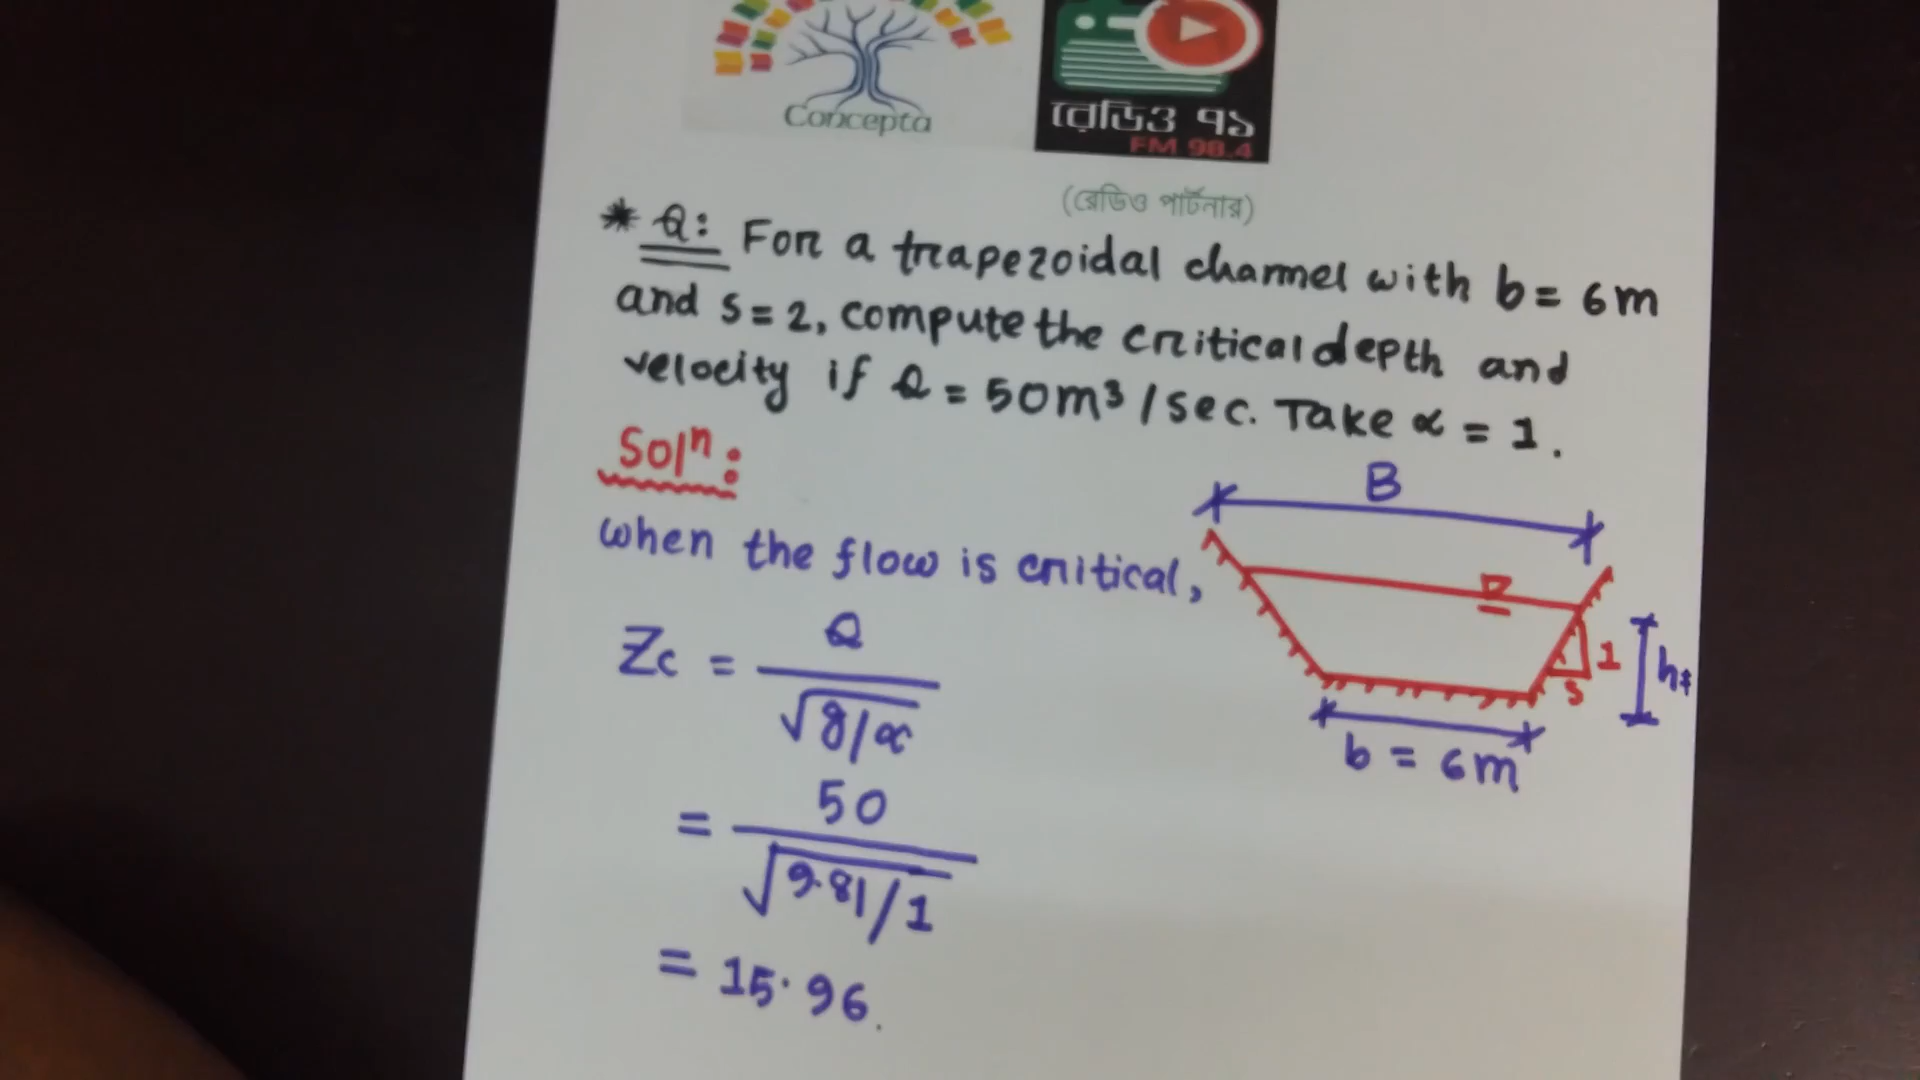 Concepta
রেডিও ৭১
FM 98.4
(রেডিও পার্টনার)
* Q: For a trapezoidal channel with b = 6m
and s = 2, compute the critical depth and
velocity if Q = 50m³/sec. Take ∝ = 1.
Solⁿ:
when the flow is critical,
Zc = Q / √g/∝
= 50 / √9.81/1
= 15.96.
B
1
s
h
b = 6m